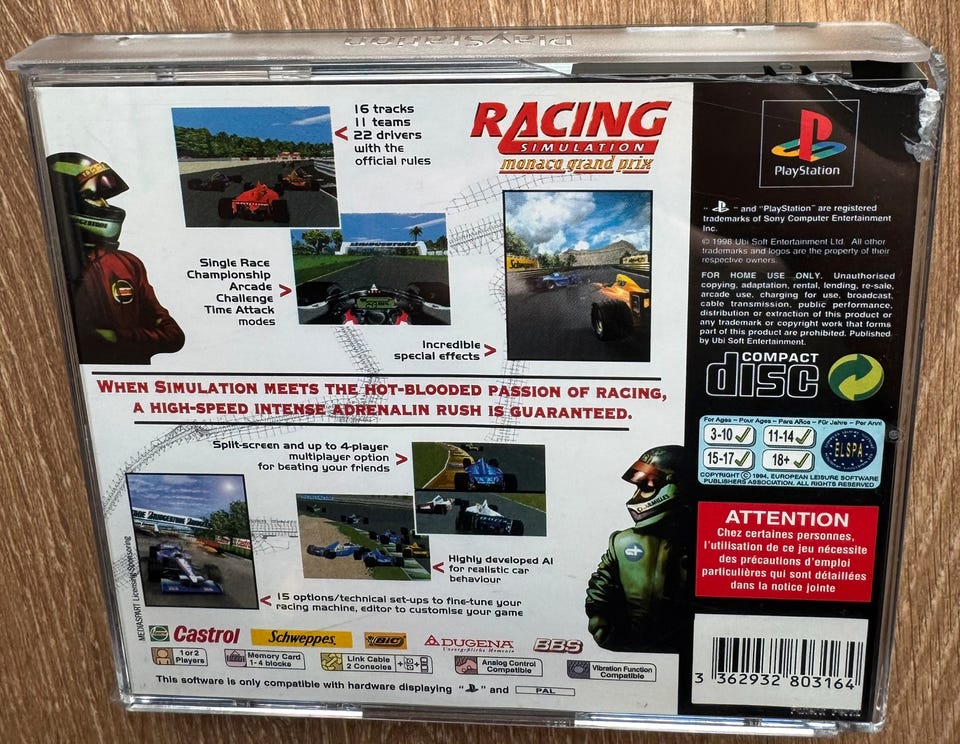 PlayStation
16 tracks
11 teams
22 drivers
with the
official rules
RACING
SIMULATION
monaco grand prix
Single Race
Championship
Arcade
Challenge
Time Attack
modes
Incredible
special effects
WHEN SIMULATION MEETS THE HOT-BLOODED PASSION OF RACING,
A HIGH-SPEED INTENSE ADRENALIN RUSH IS GUARANTEED.
Split-screen and up to 4-player
multiplayer option
for beating your friends
Highly developed AI
for realistic car
behaviour
15 options/technical set-ups to fine-tune your
racing machine, editor to customise your game
MEDIASPART Licensing Sponsoring
Castrol
Schweppes
BIC
DUGENA
Unvergeßliche Momente
BBS
1 or 2
Players
Memory Card
1-4 blocks
Link Cable
2 Consoles
Analog Control
Compatible
Vibration Function
Compatible
This software is only compatible with hardware displaying " " and PAL
PlayStation
" " and "PlayStation" are registered
trademarks of Sony Computer Entertainment
Inc.
© 1998 Ubi Soft Entertainment Ltd. All other
trademarks and logos are the property of their
respective owners.
FOR HOME USE ONLY. Unauthorised
copying, adaptation, rental, lending, re-sale,
arcade use, charging for use, broadcast,
cable transmission, public performance,
distribution or extraction of this product or
any trademark or copyright work that forms
part of this product are prohibited. Published
by Ubi Soft Entertainment.
COMPACT
disc
For Ages - Pour Ages - Para Años - Für Jahre - Per Anni
3-10 11-14
15-17 18+
ELSPA
COPYRIGHT © 1994, EUROPEAN LEISURE SOFTWARE
PUBLISHERS ASSOCIATION. ALL RIGHTS RESERVED
ATTENTION
Chez certaines personnes,
l'utilisation de ce jeu nécessite
des précautions d'emploi
particulières qui sont détaillées
dans la notice jointe
3 362932 803164